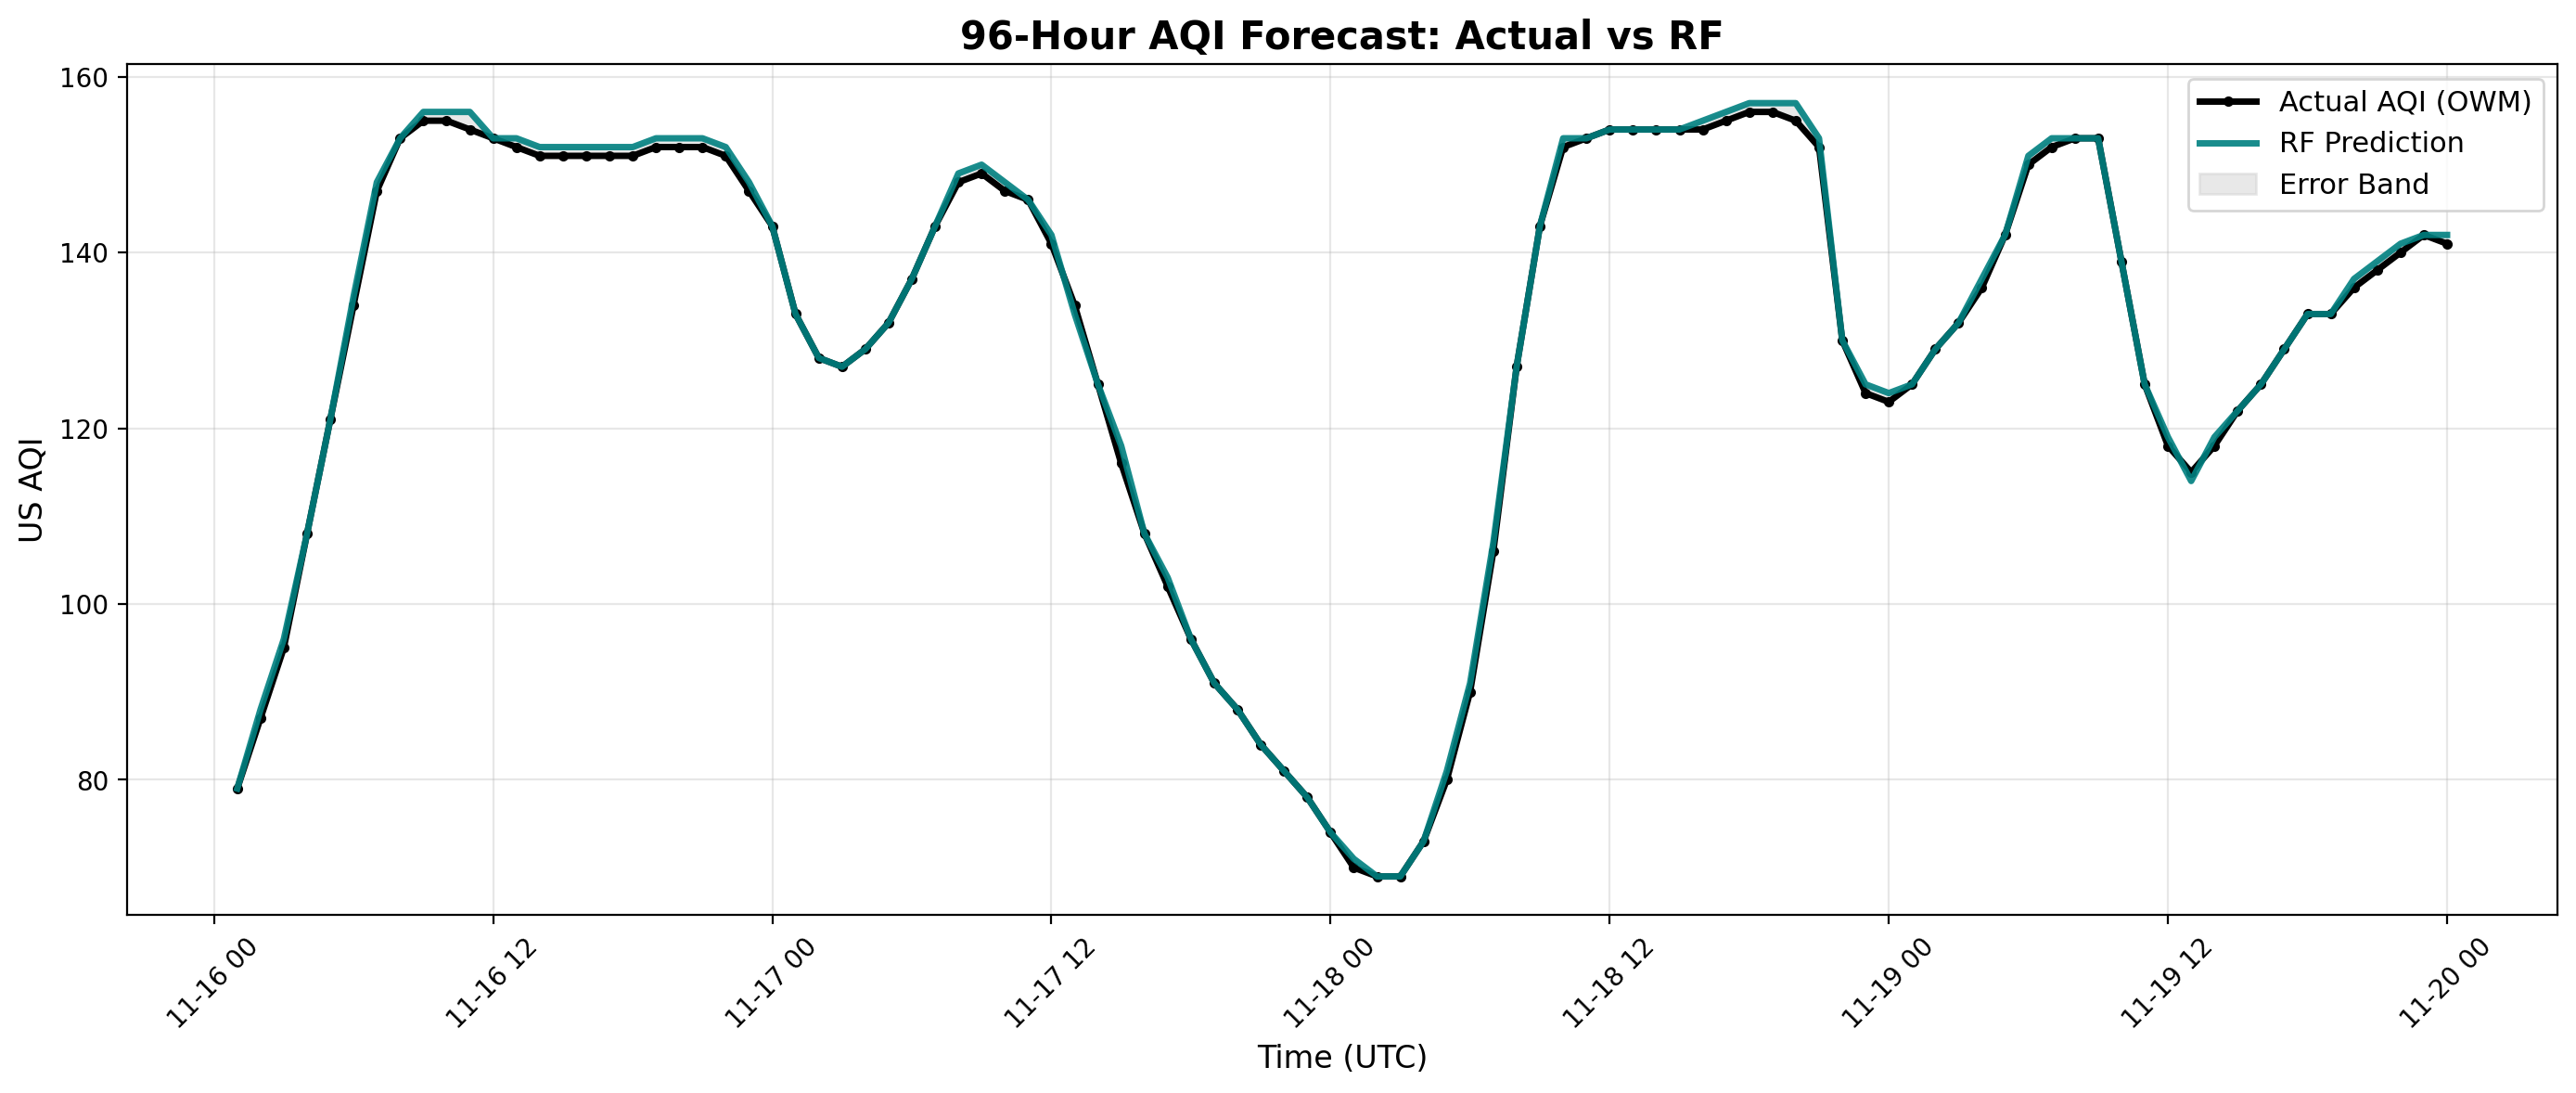 96-Hour AQI Forecast: Actual vs RF
Actual AQI (OWM)
RF Prediction
Error Band
US AQI
160
140
120
100
80
11-16 00
11-16 12
11-17 00
11-17 12
11-18 00
11-18 12
11-19 00
11-19 12
11-20 00
Time (UTC)